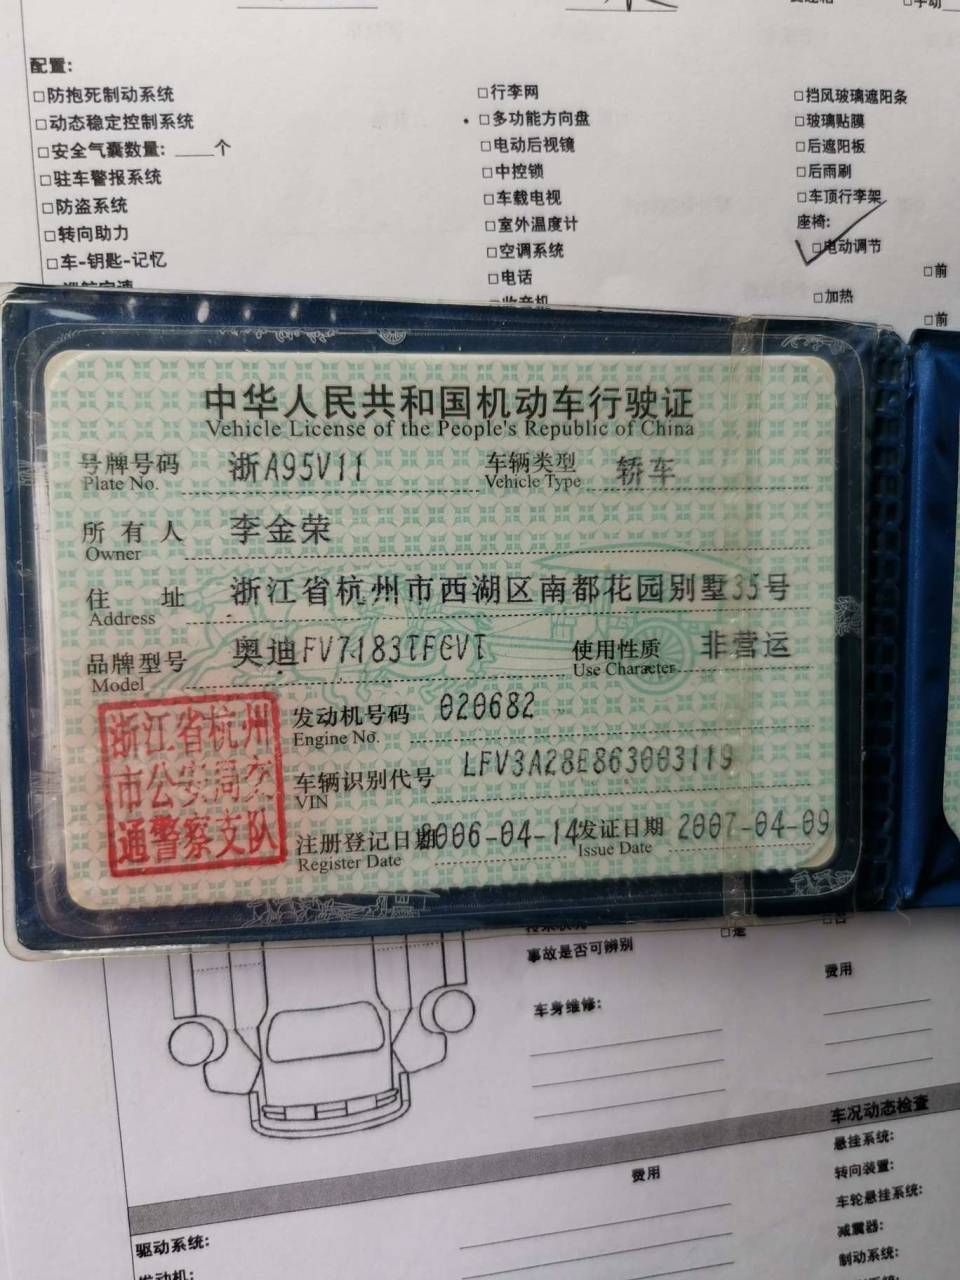 □手动
配置:
□防抱死制动系统
□动态稳定控制系统
□安全气囊数量: ____个
□驻车警报系统
□防盗系统
□转向助力
□车-钥匙-记忆
□行李网
□多功能方向盘
□电动后视镜
□中控锁
□车载电视
□室外温度计
□空调系统
□电话
□收音机
□挡风玻璃遮阳条
□玻璃贴膜
□后遮阳板
□后雨刷
□车顶行李架
座椅:
□电动调节
□前
□加热
□前
中华人民共和国机动车行驶证
Vehicle License of the People's Republic of China
号牌号码 浙A95V11 车辆类型 轿车
Plate No. Vehicle Type
所有人 李金荣
Owner
住址 浙江省杭州市西湖区南都花园别墅35号
Address
品牌型号 奥迪FV7183TFCVT 使用性质 非营运
Model Use Character
浙江省杭州
市公安局交
通警察支队
发动机号码 020682
Engine No.
车辆识别代号 LFV3A28E863003119
VIN
注册登记日期 2006-04-14 发证日期 2007-04-09
Register Date Issue Date
□是 □否
事故是否可辨别
费用
车身维修:
车况动态检查
悬挂系统:
费用
转向装置:
车轮悬挂系统:
减震器:
驱动系统:
制动系统:
发动机: